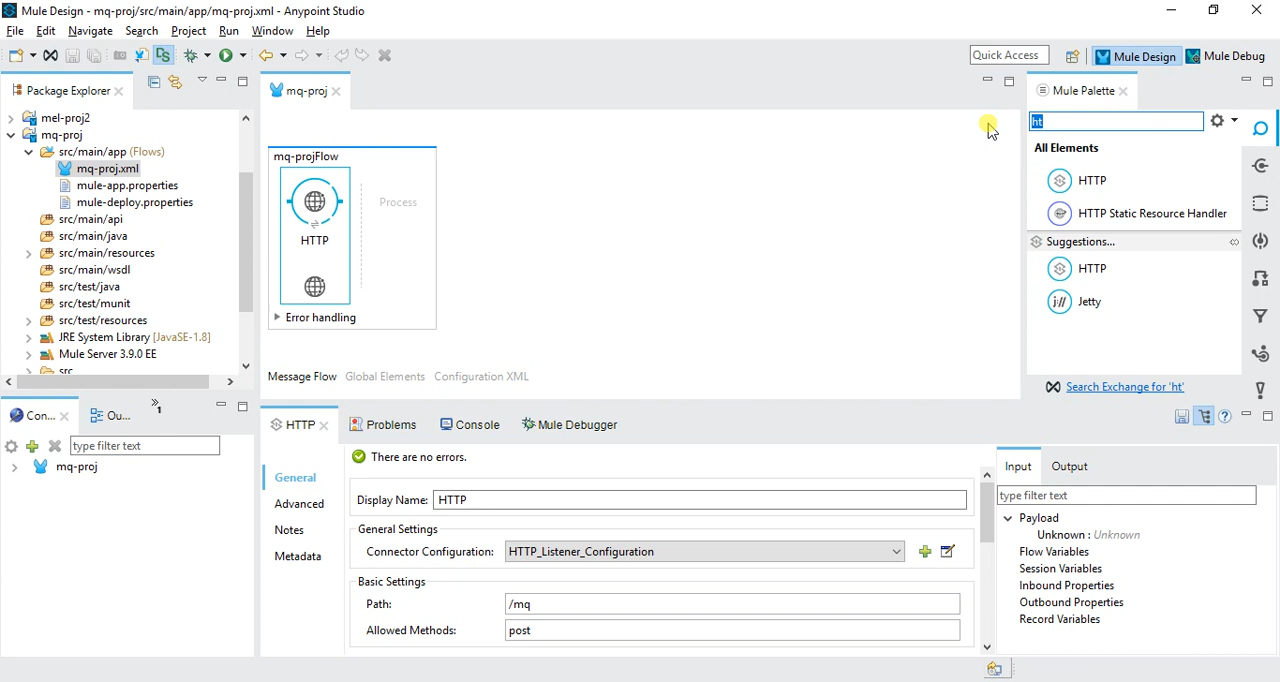 Mule Design - mq-proj/src/main/app/mq-proj.xml - Anypoint Studio
File Edit Navigate Search Project Run Window Help
Quick Access
Mule Design
Mule Debug
Package Explorer
mel-proj2
mq-proj
src/main/app (Flows)
mq-proj.xml
mule-app.properties
mule-deploy.properties
src/main/api
src/main/java
src/main/resources
src/main/wsdl
src/test/java
src/test/munit
src/test/resources
JRE System Library [JavaSE-1.8]
Mule Server 3.9.0 EE
src
mq-proj
mq-projFlow
HTTP
Process
Error handling
Message Flow Global Elements Configuration XML
Mule Palette
ht
All Elements
HTTP
HTTP Static Resource Handler
Suggestions...
HTTP
j://
Jetty
Search Exchange for 'ht'
Con...
Ou...
1
type filter text
mq-proj
HTTP
Problems
Console
Mule Debugger
There are no errors.
General
Advanced
Notes
Metadata
Display Name: HTTP
General Settings
Connector Configuration: HTTP_Listener_Configuration
Basic Settings
Path: /mq
Allowed Methods: post
Input
Output
type filter text
Payload
Unknown : Unknown
Flow Variables
Session Variables
Inbound Properties
Outbound Properties
Record Variables